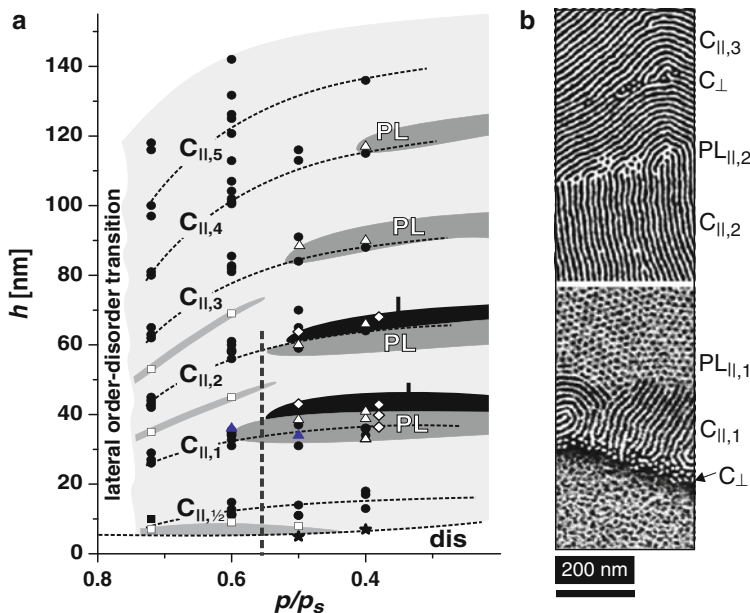 a
h [nm]
140
120
100
80
60
40
20
0
lateral order-disorder transition
C||,5
C||,4
C||,3
C||,2
C||,1
C||,½
PL
PL
PL
PL
dis
0.8
0.6
0.4
p/ps
b
C||,3
C⊥
PL||,2
C||,2
PL||,1
C||,1
C⊥
200 nm